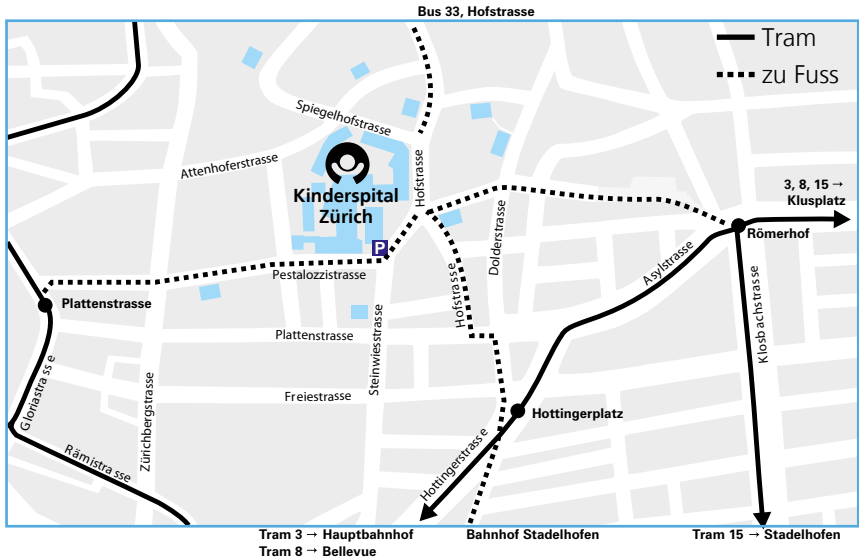 Bus 33, Hofstrasse
Tram
zu Fuss
Spiegelhofstrasse
Attenhoferstrasse
Hofstrasse
Kinderspital
Zürich
3, 8, 15 →
Klusplatz
Römerhof
Dolderstrasse
P
Asylstrasse
Pestalozzistrasse
Hofstrasse
Plattenstrasse
Klosbachstrasse
Plattenstrasse
Steinwiesstrasse
Gloriastrasse
Freiestrasse
Zürichbergstrasse
Hottingerplatz
Rämistrasse
Hottingerstrasse
Tram 3 → Hauptbahnhof
Tram 8 → Bellevue
Bahnhof Stadelhofen
Tram 15 → Stadelhofen